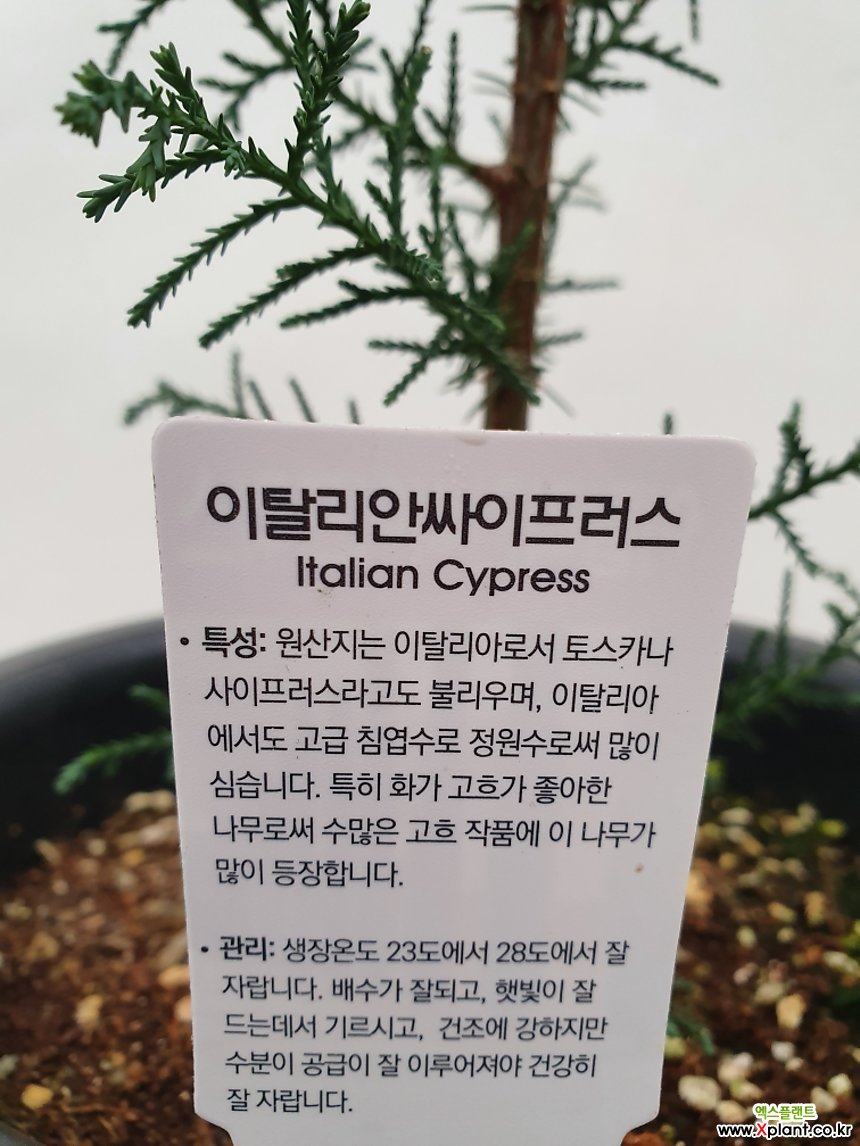 이탈리안싸이프러스
Italian Cypress
• 특성: 원산지는 이탈리아로서 토스카나
사이프러스라고도 불리우며, 이탈리아
에서도 고급 침엽수로 정원수로써 많이
심습니다. 특히 화가 고흐가 좋아한
나무로써 수많은 고흐 작품에 이 나무가
많이 등장합니다.
• 관리: 생장온도 23도에서 28도에서 잘
자랍니다. 배수가 잘되고, 햇빛이 잘
드는데서 기르시고, 건조에 강하지만
수분이 공급이 잘 이루어져야 건강히
잘 자랍니다.
엑스플랜트
www.Xplant.co.kr